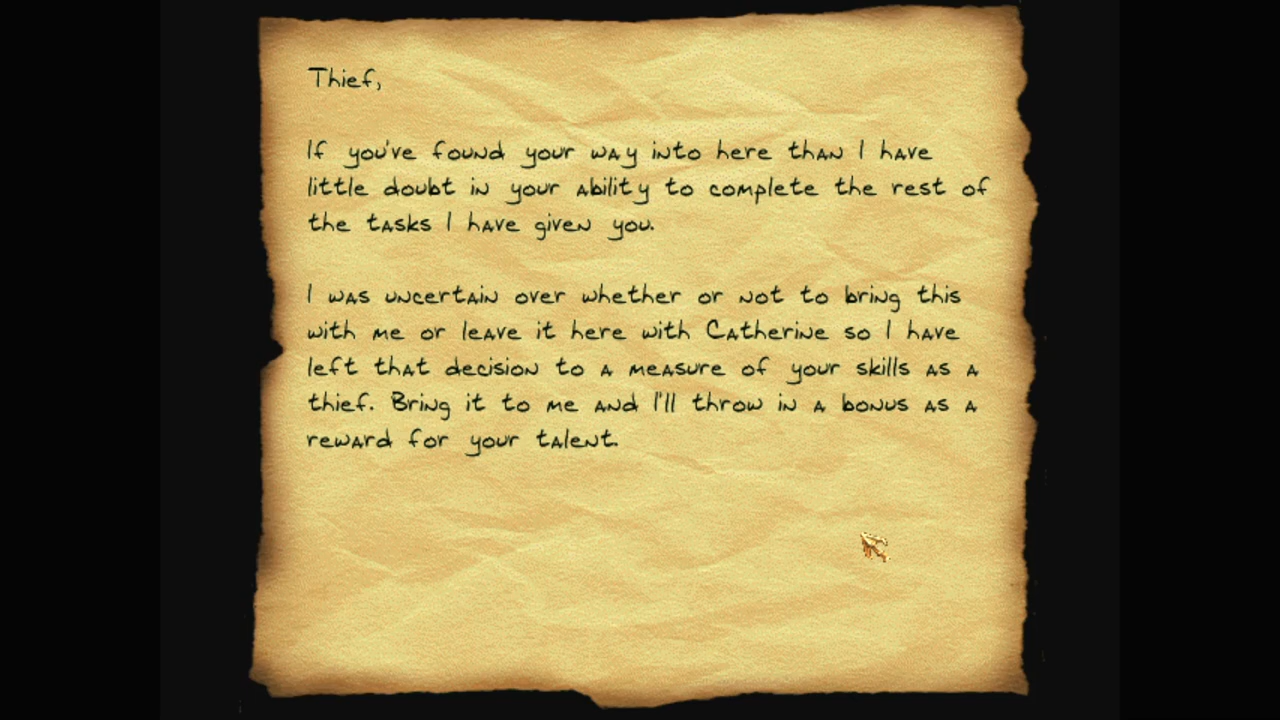 Thief,
If you've found your way into here than I have
little doubt in your ability to complete the rest of
the tasks I have given you.
I was uncertain over whether or not to bring this
with me or leave it here with Catherine so I have
left that decision to a measure of your skills as a
thief. Bring it to me and I'll throw in a bonus as a
reward for your talent.